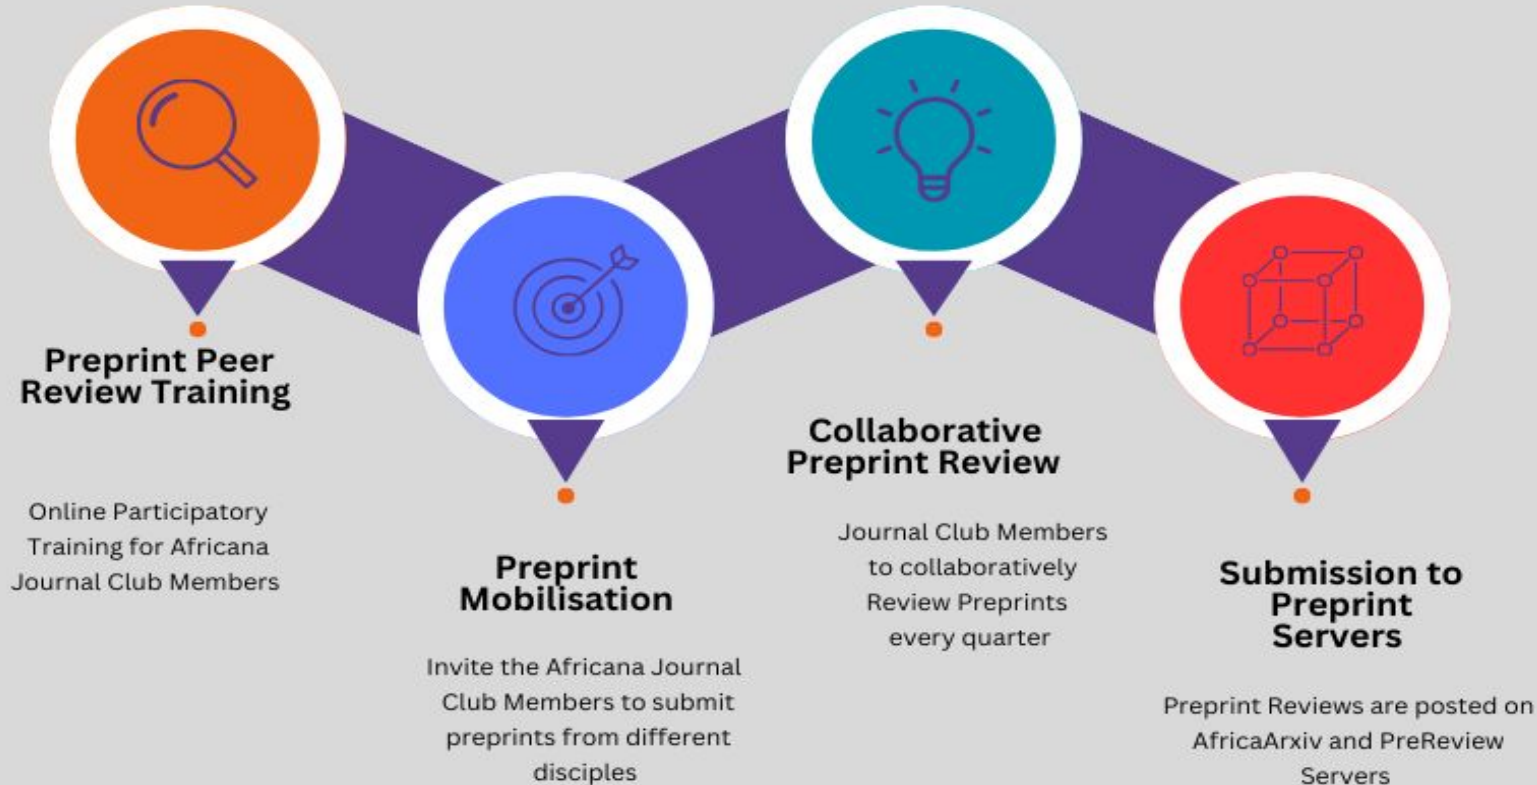 Preprint Peer
Review Training
Online Participatory
Training for Africana
Journal Club Members
Preprint
Mobilisation
Invite the Africana Journal
Club Members to submit
preprints from different
disciples
Collaborative
Preprint Review
Journal Club Members
to collaboratively
Review Preprints
every quarter
Submission to
Preprint
Servers
Preprint Reviews are posted on
AfricaArxiv and PreReview
Servers